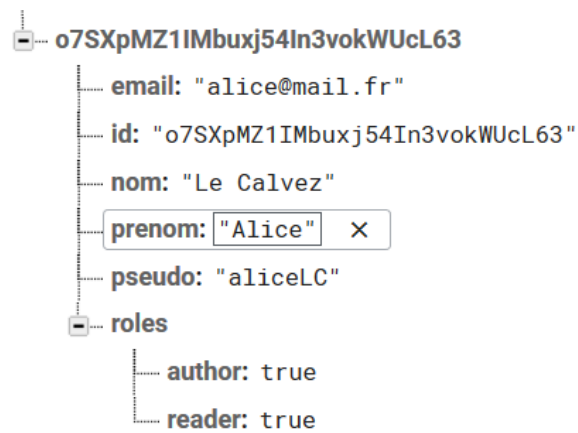 o7SXpMZ1IMbuxj54In3vokWUcL63
email: "alice@mail.fr"
id: "o7SXpMZ1IMbuxj54In3vokWUcL63"
nom: "Le Calvez"
prenom: "Alice" ×
pseudo: "aliceLC"
roles
author: true
reader: true